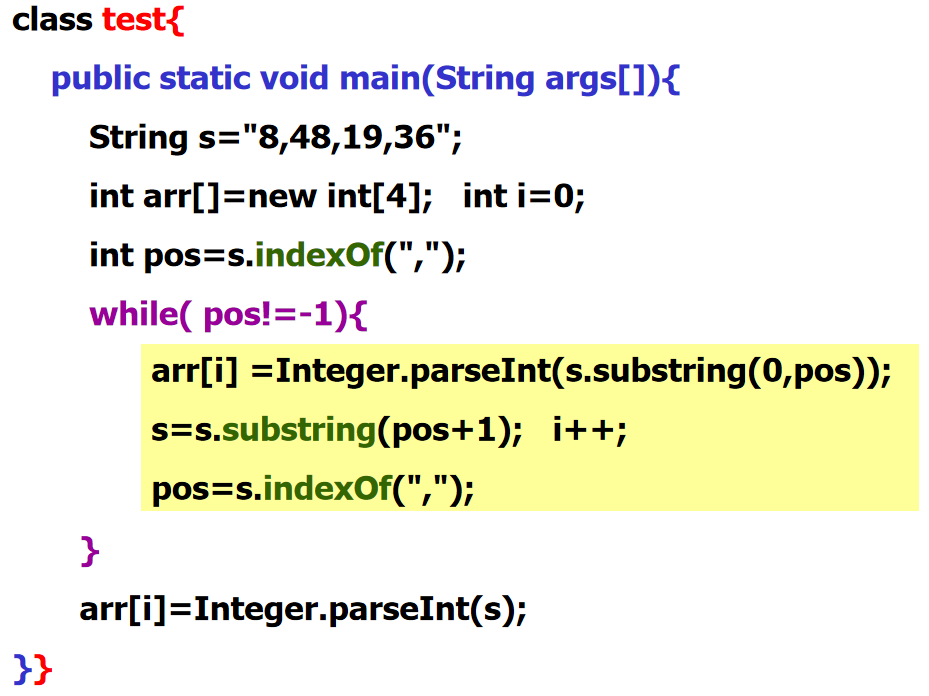 class test{
public static void main(String args[]){
String s="8,48,19,36";
int arr[]=new int[4];   int i=0;
int pos=s.indexOf(",");
while( pos!=-1){
arr[i] =Integer.parseInt(s.substring(0,pos));
s=s.substring(pos+1);   i++;
pos=s.indexOf(",");
}
arr[i]=Integer.parseInt(s);
}}